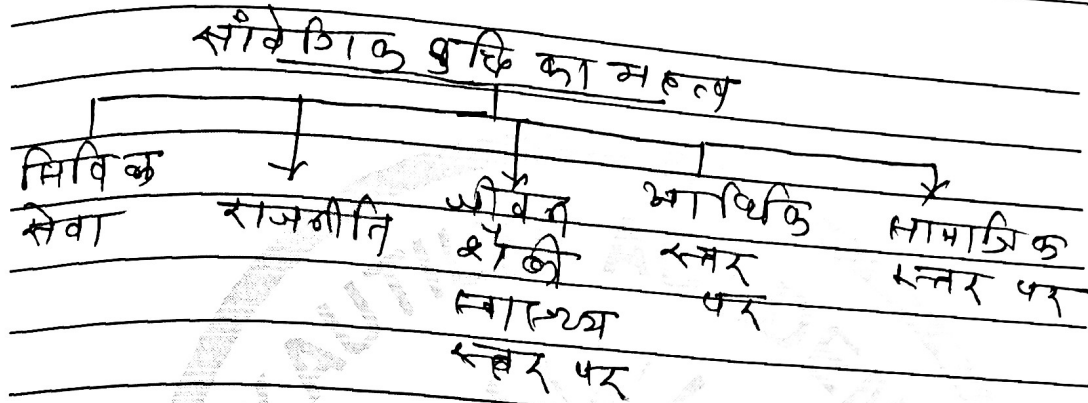 सांवेगिक बुद्धि का महत्व
सिविल सेवा
राजनीति
जीवन शैली स्वास्थ्य स्तर पर
आर्थिक स्तर पर
सामाजिक स्तर पर